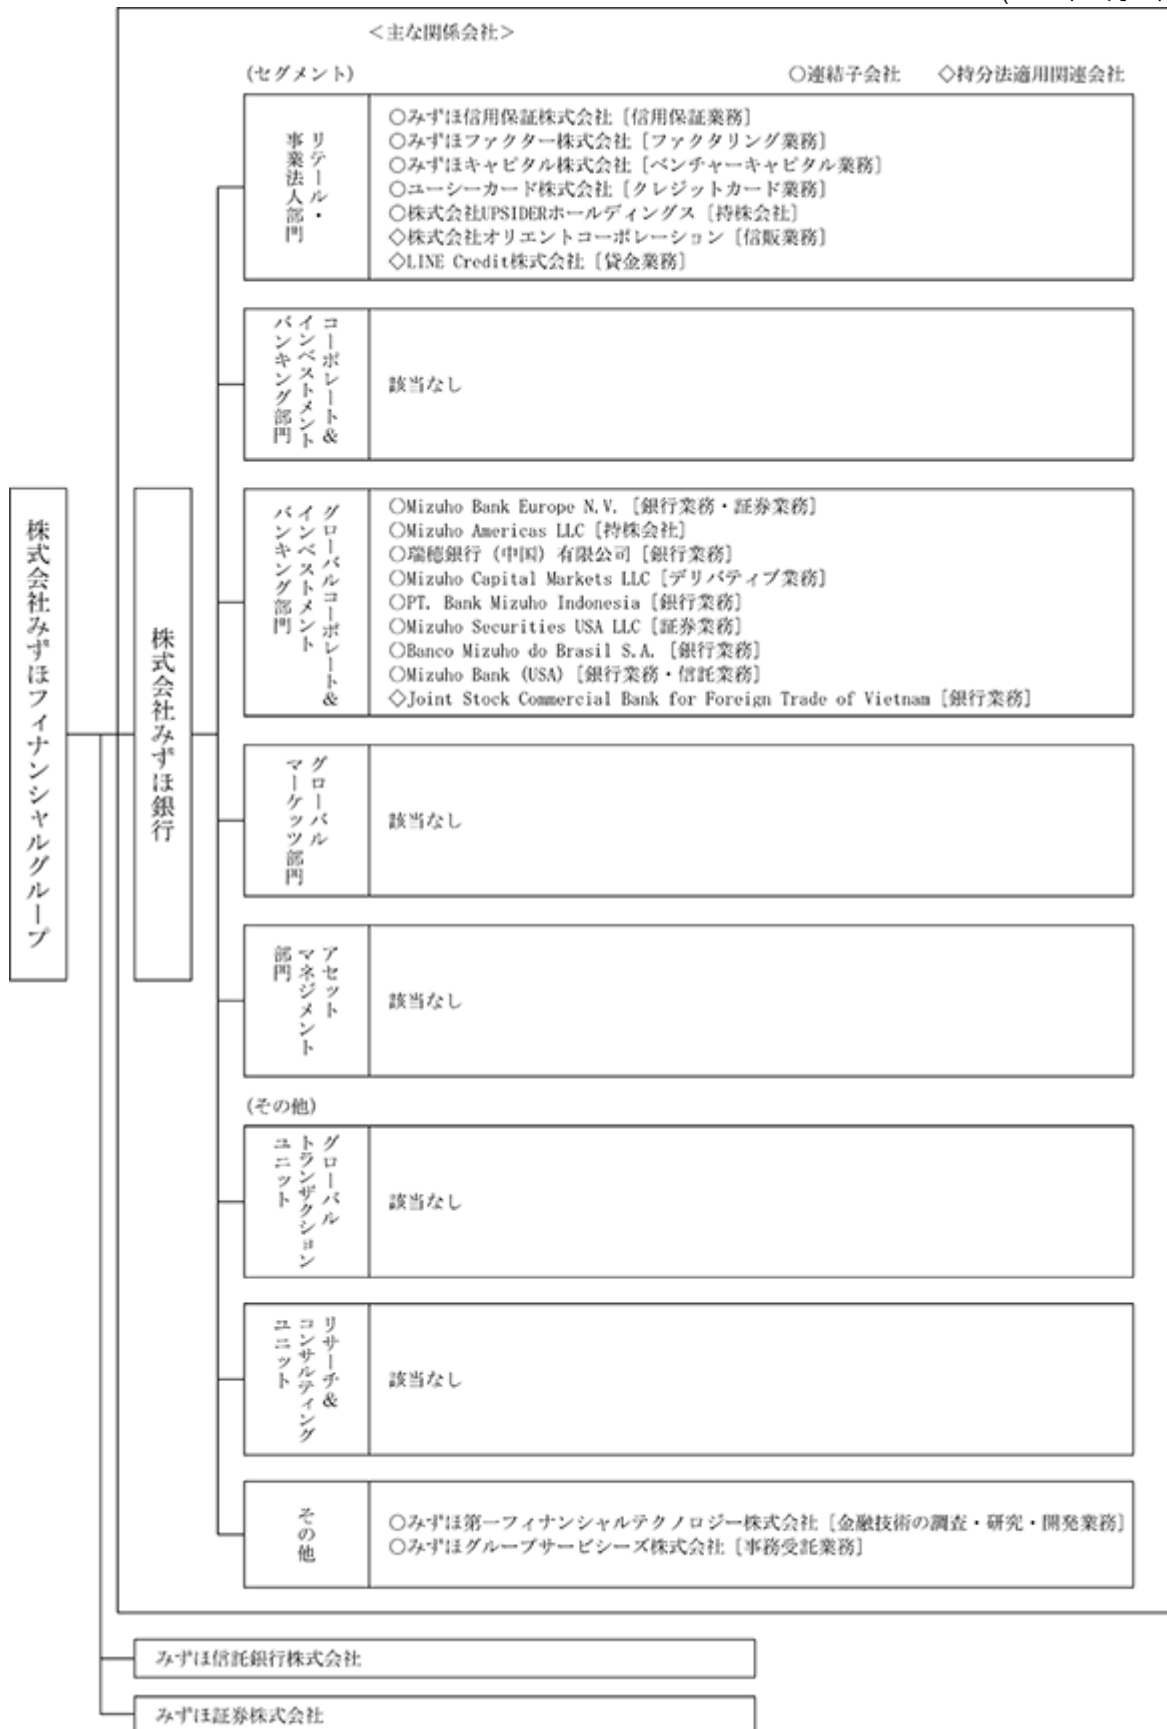 <主な関係会社>
(セグメント)
○連結子会社 ◇持分法適用関連会社
リテール・
事業法人部門
○みずほ信用保証株式会社［信用保証業務］
○みずほファクター株式会社［ファクタリング業務］
○みずほキャピタル株式会社［ベンチャーキャピタル業務］
○ユーシーカード株式会社［クレジットカード業務］
○株式会社UPSIDERホールディングス［持株会社］
◇株式会社オリエントコーポレーション［信販業務］
◇LINE Credit株式会社［貸金業務］
コーポレート＆
インベストメント
バンキング部門
該当なし
株式会社みずほフィナンシャルグループ
株式会社みずほ銀行
グローバルコーポレート＆
インベストメント
バンキング部門
○Mizuho Bank Europe N.V.［銀行業務・証券業務］
○Mizuho Americas LLC［持株会社］
○瑞穂銀行（中国）有限公司［銀行業務］
○Mizuho Capital Markets LLC［デリバティブ業務］
○PT. Bank Mizuho Indonesia［銀行業務］
○Mizuho Securities USA LLC［証券業務］
○Banco Mizuho do Brasil S.A.［銀行業務］
○Mizuho Bank (USA)［銀行業務・信託業務］
◇Joint Stock Commercial Bank for Foreign Trade of Vietnam［銀行業務］
グローバル
マーケッツ部門
該当なし
アセット
マネジメント
部門
該当なし
(その他)
グローバル
トランザクション
ユニット
該当なし
リサーチ＆
コンサルティング
ユニット
該当なし
その他
○みずほ第一フィナンシャルテクノロジー株式会社［金融技術の調査・研究・開発業務］
○みずほグループサービシーズ株式会社［事務受託業務］
みずほ信託銀行株式会社
みずほ証券株式会社